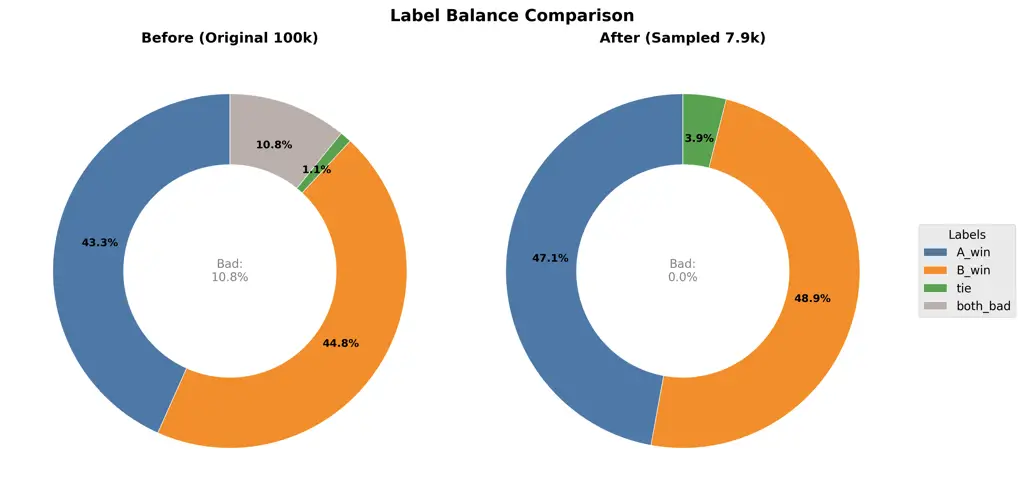 Label Balance Comparison
Before (Original 100k)
After (Sampled 7.9k)
10.8%
1.1%
43.3%
Bad:
10.8%
44.8%
3.9%
47.1%
Bad:
0.0%
48.9%
Labels
A_win
B_win
tie
both_bad